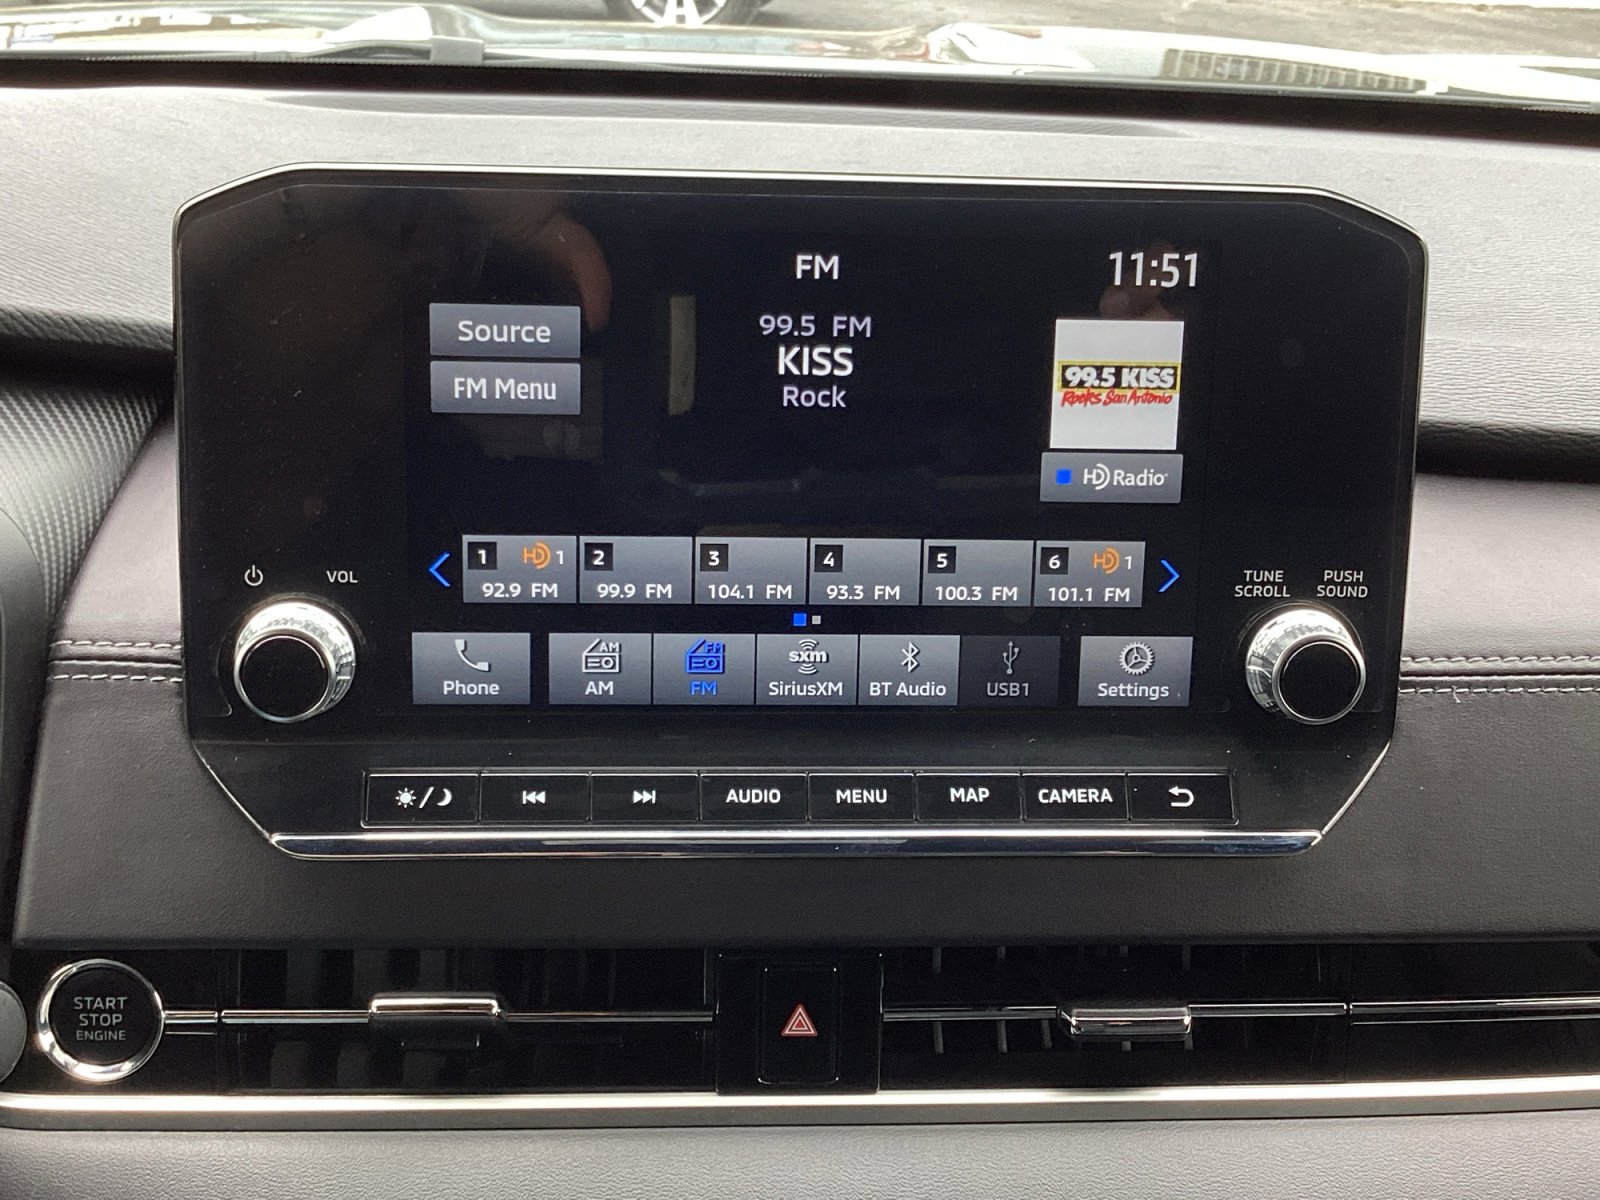 FM
11:51
Source
99.5 FM
KISS
FM Menu
Rock
99.5 KISS
Rocks San Antonio
HD Radio
1 HD 1
92.9 FM
2
99.9 FM
3
104.1 FM
4
93.3 FM
5
100.3 FM
6 HD 1
101.1 FM
VOL
TUNE
SCROLL
PUSH
SOUND
Phone
AM
AM
FM
FM
sxm
SiriusXM
BT Audio
USB1
Settings
AUDIO
MENU
MAP
CAMERA
START
STOP
ENGINE